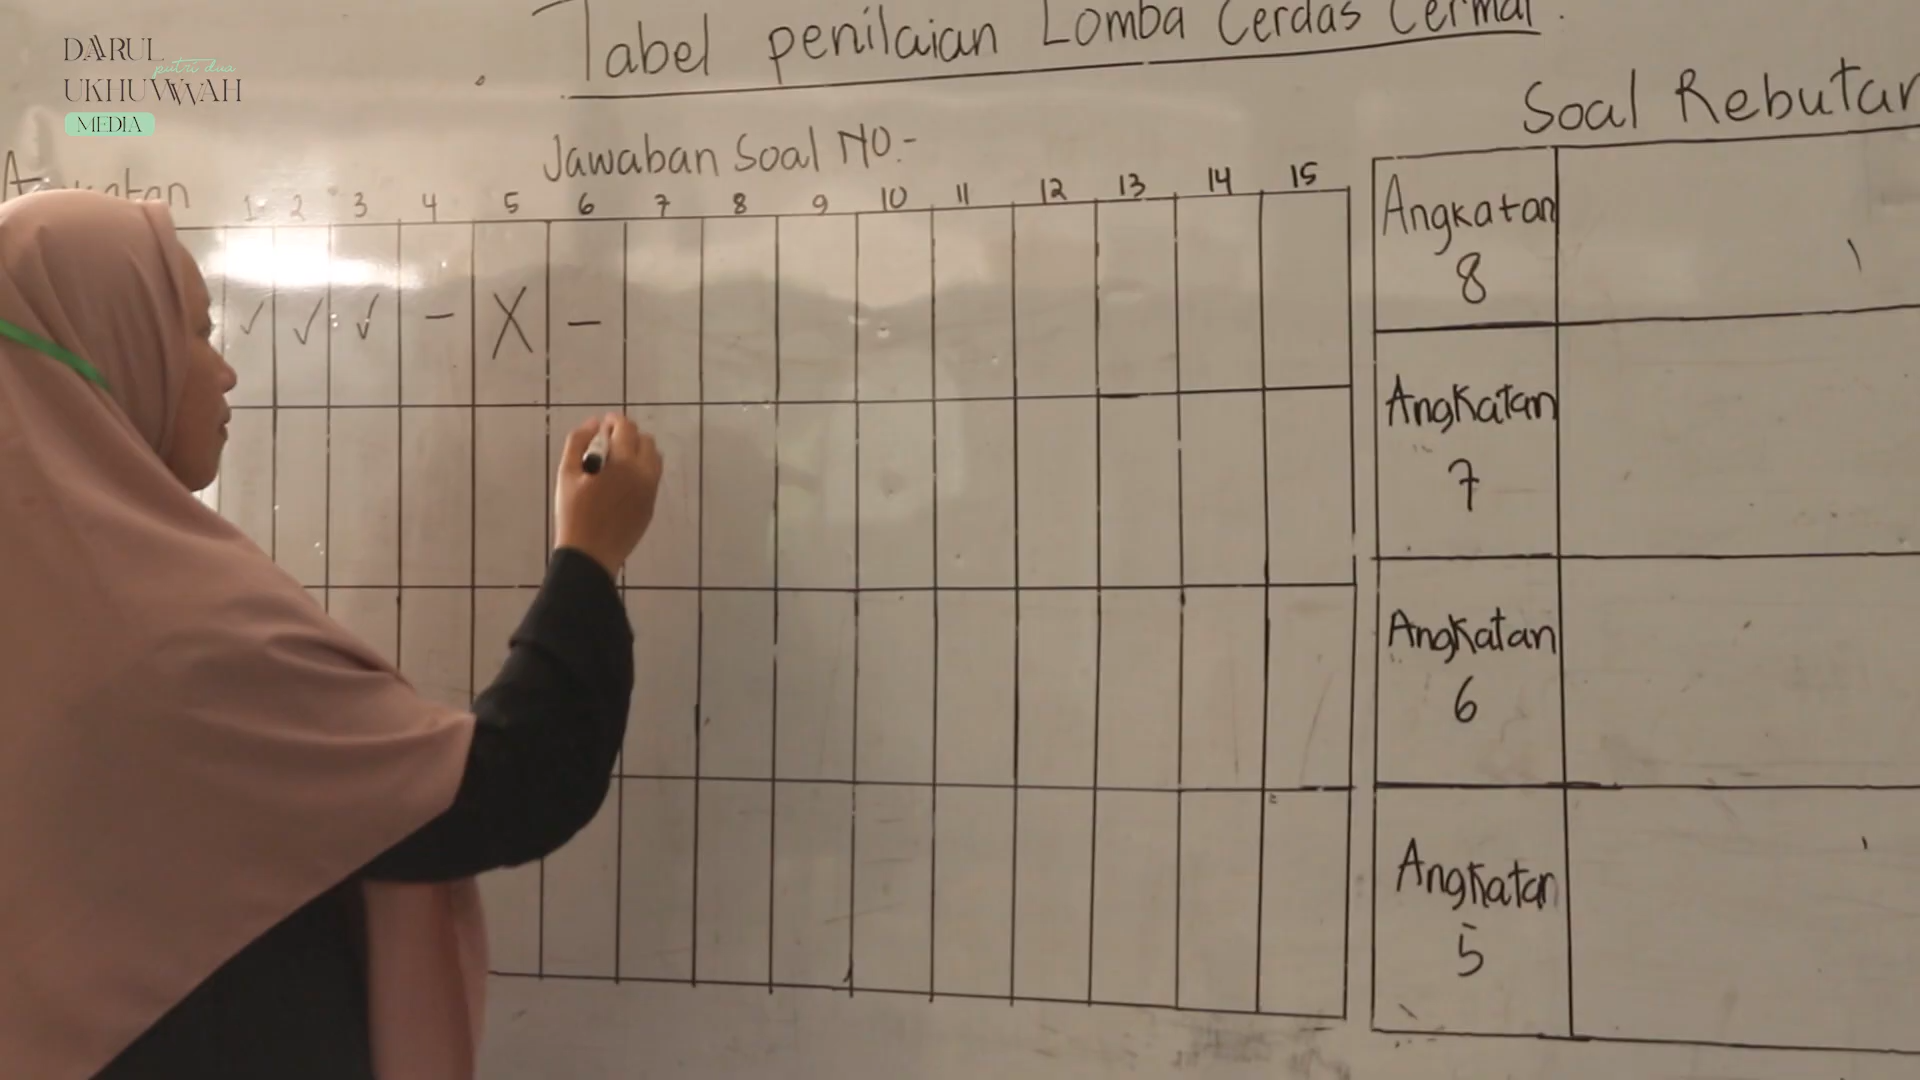 DARUL
putri dua
UKHUWWAH
MEDIA
Tabel penilaian Lomba Cerdas Cermat.
Jawaban Soal NO:-
1 2 3 4 5 6 7 8 9 10 11 12 13 14 15
✓ ✓ ✓ - X -
Soal Rebutan
Angkatan
8
Angkatan
7
Angkatan
6
Angkatan
5